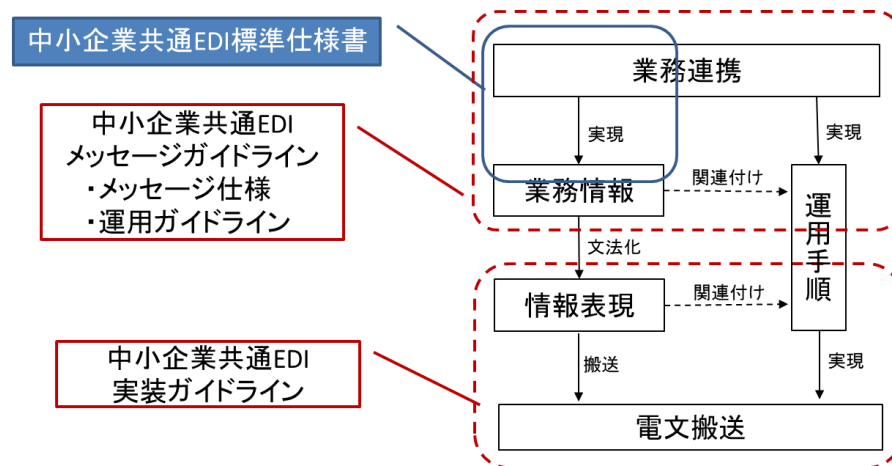 中小企業共通EDI標準仕様書
中小企業共通EDI
メッセージガイドライン
・メッセージ仕様
・運用ガイドライン
中小企業共通EDI
実装ガイドライン
業務連携
実現
実現
業務情報
関連付け
運用手順
文法化
情報表現
関連付け
搬送
実現
電文搬送